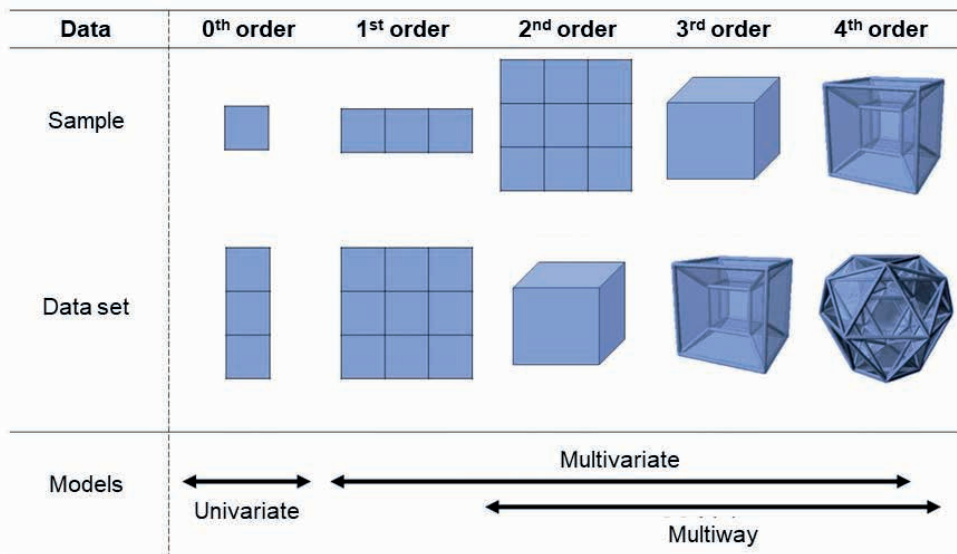 Data 0th order 1st order 2nd order 3rd order 4th order
Sample
Data set
Multivariate
Models
Univariate
Multiway